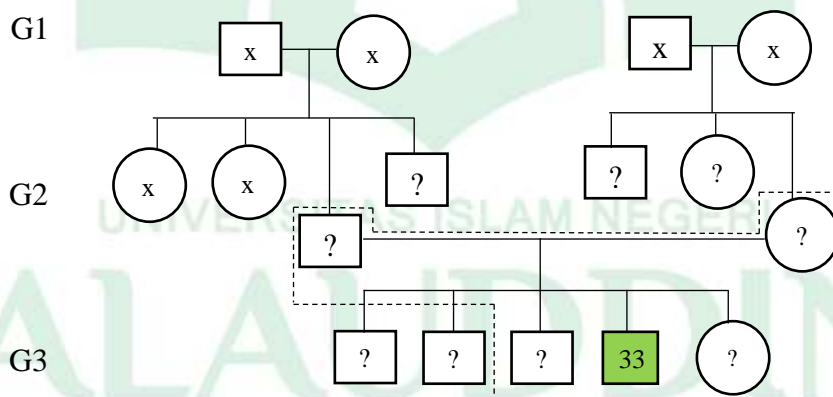 G1
x x x x
x x ? ? ?
G2
UNIVERSITAS ISLAM NEGERI
? ?
ALAUDDIN
G3
? ? ? 33 ?